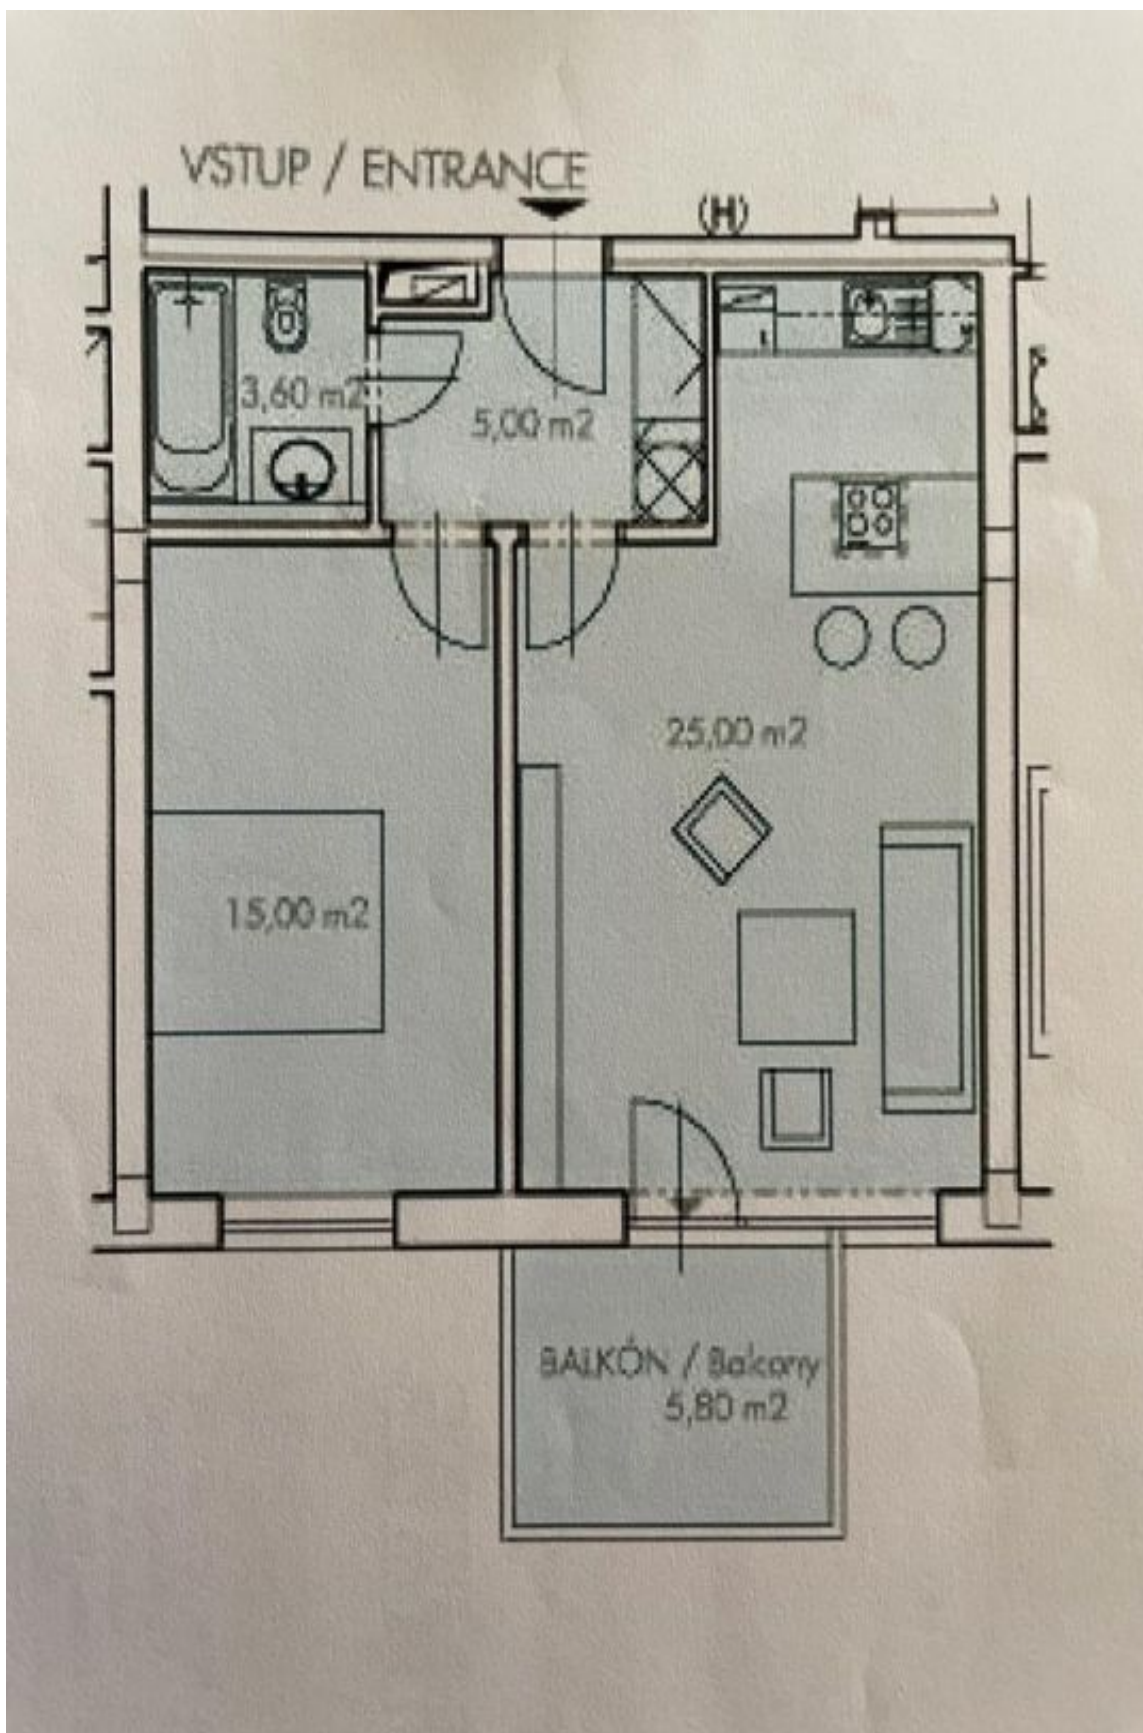 VSTUP / ENTRANCE
(H)
3,60 m2
5,00 m2
25,00 m2
15,00 m2
BALKÓN / Balcony
5,80 m2